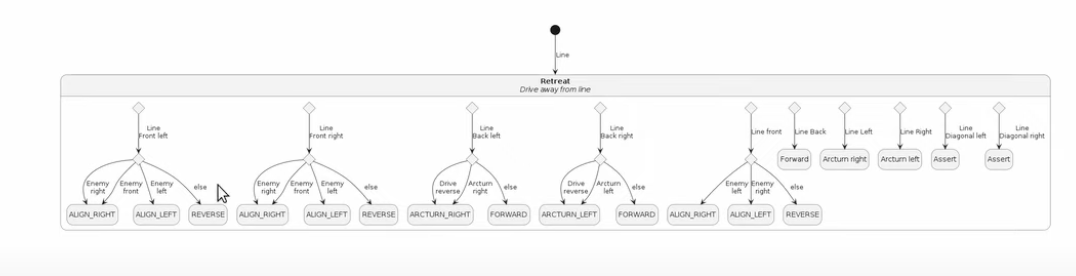 Line
Retreat
Drive away from line
Line
Front left
Line
Front right
Line
Back left
Line
Back right
Line front
Line Back
Line Left
Line Right
Line
Diagonal left
Line
Diagonal right
Forward
Arcturn right
Arcturn left
Assert
Assert
Enemy
right
Enemy
front
Enemy
left
else
Enemy
right
Enemy
front
Enemy
left
else
Drive
reverse
Arcturn
right
else
Drive
reverse
Arcturn
left
else
Enemy
left
Enemy
right
else
ALIGN_RIGHT
ALIGN_LEFT
REVERSE
ALIGN_RIGHT
ALIGN_LEFT
REVERSE
ARCTURN_RIGHT
FORWARD
ARCTURN_LEFT
FORWARD
ALIGN_RIGHT
ALIGN_LEFT
REVERSE